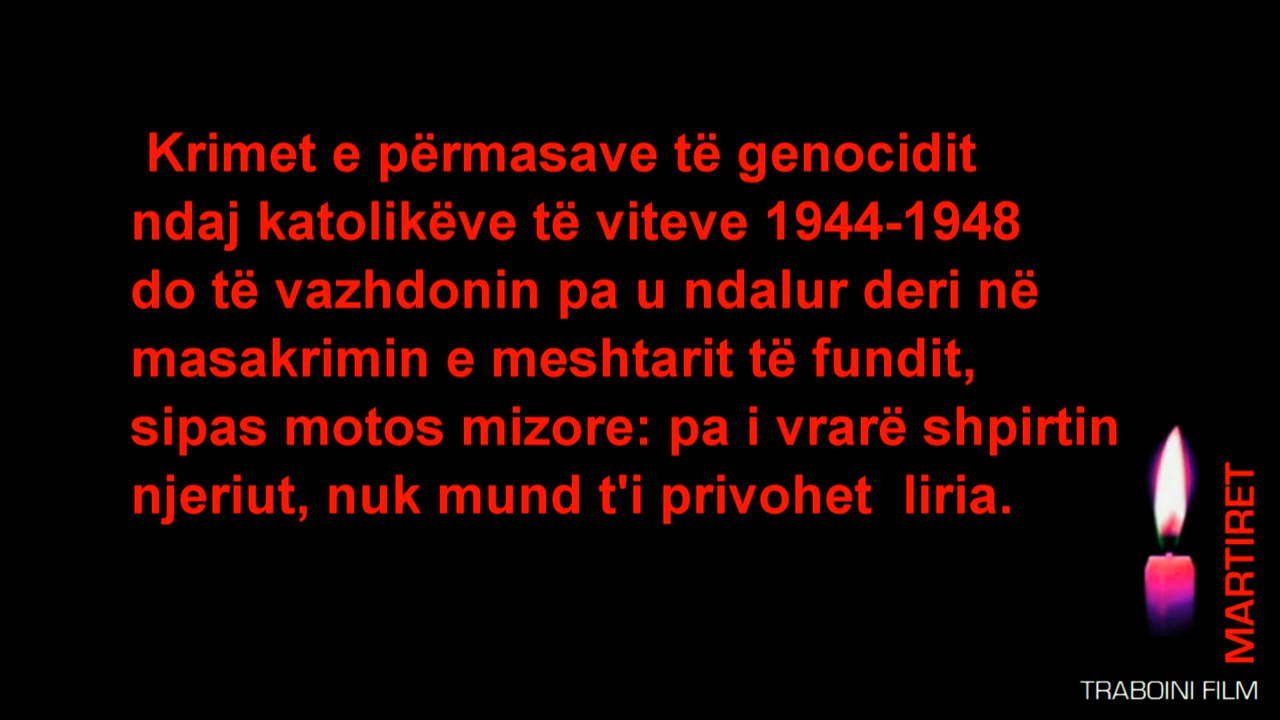 Krimet e përmasave të genocidit
ndaj katolikëve të viteve 1944-1948
do të vazhdonin pa u ndalur deri në
masakrimin e meshtarit të fundit,
sipas motos mizore: pa i vrarë shpirtin
njeriut, nuk mund t'i privohet  liria.
MARTIRET
TRABOINI FILM